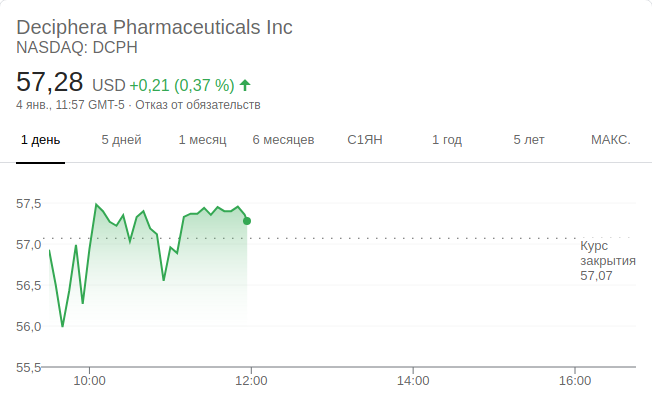 Deciphera Pharmaceuticals Inc
NASDAQ: DCPH
57,28 USD +0,21 (0,37 %)
4 янв., 11:57 GMT-5 · Отказ от обязательств
1 день 5 дней 1 месяц 6 месяцев С1ЯН 1 год 5 лет МАКС.
57,5
57,0
Курс
закрытия
57,07
56,5
56,0
55,5
10:00 12:00 14:00 16:00